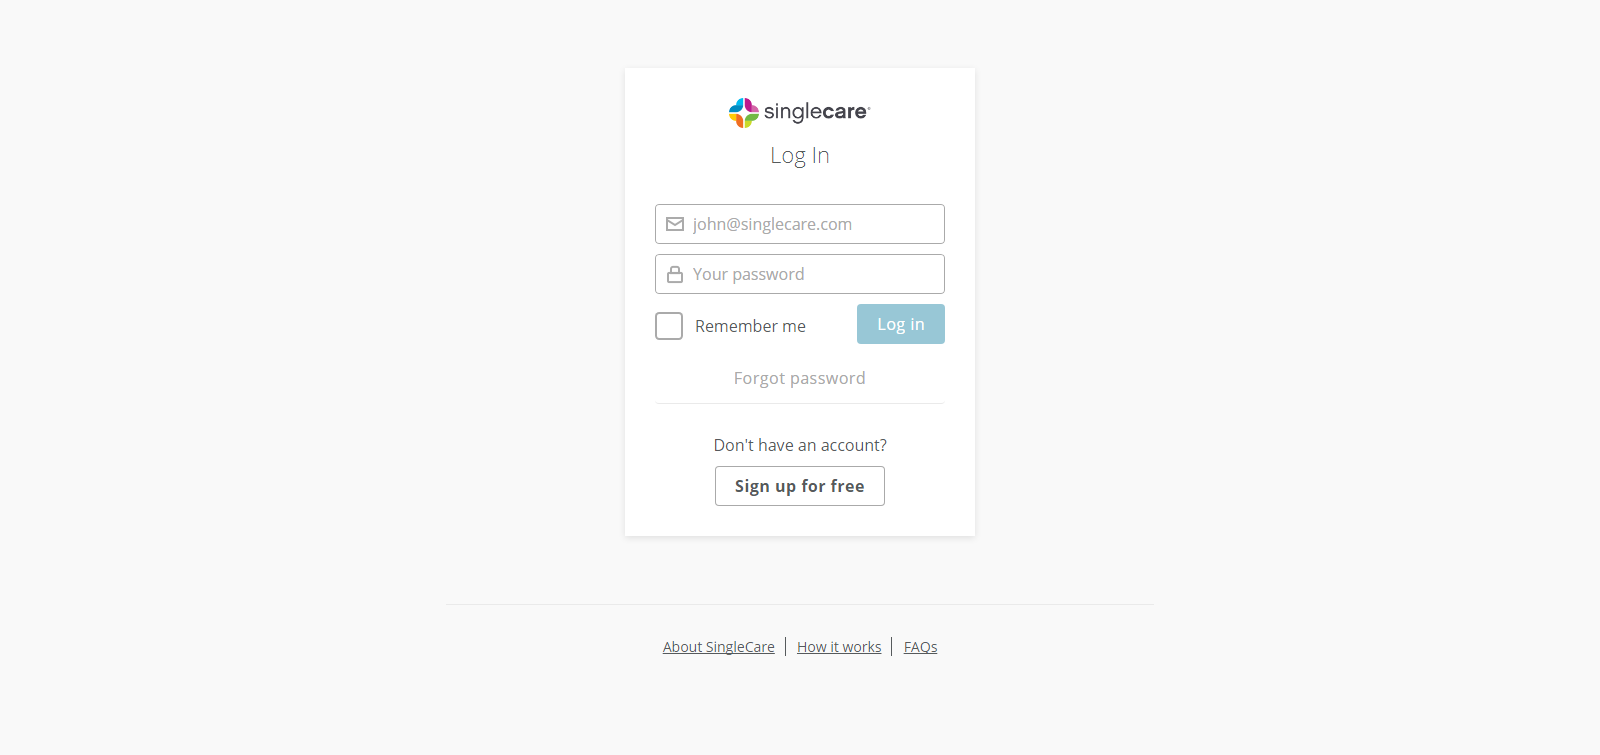 singlecare®
Log In
john@singlecare.com
Your password
Remember me
Log in
Forgot password
Don't have an account?
Sign up for free
About SingleCare
How it works
FAQs